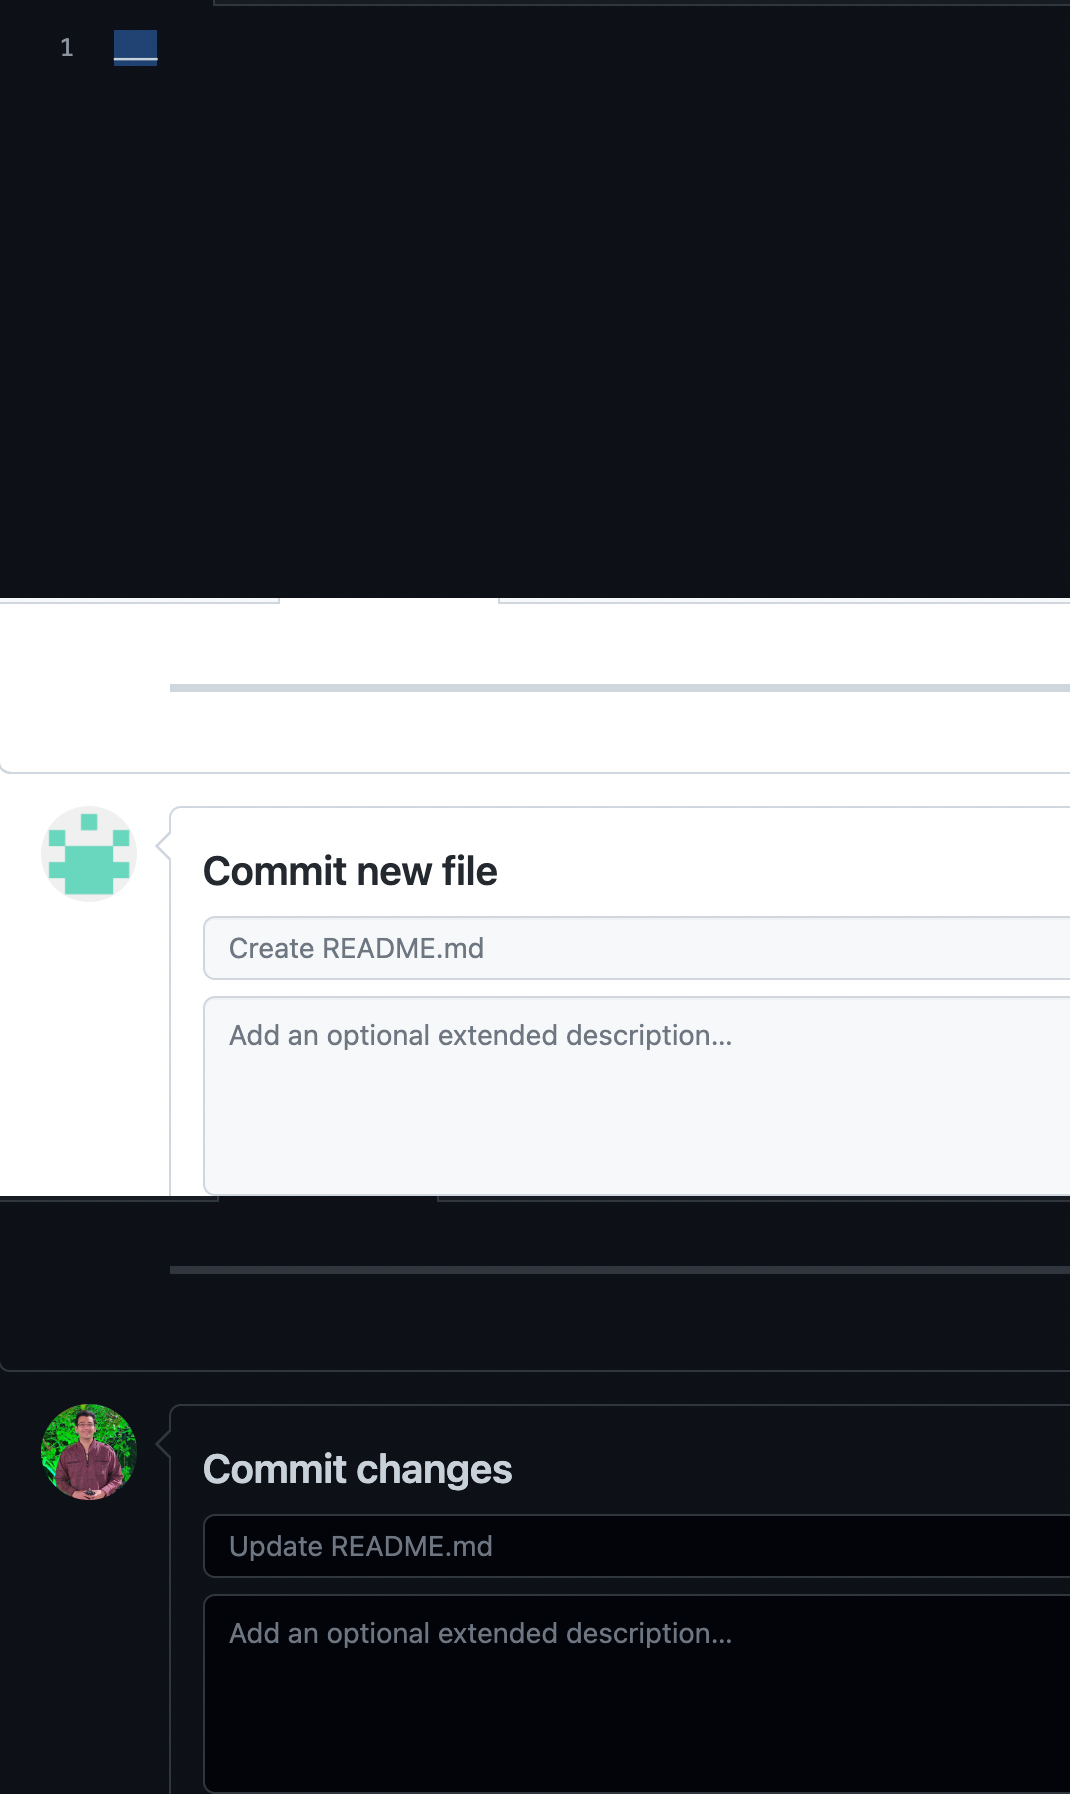 1 ___
Commit new file
Create README.md
Add an optional extended description...
Commit changes
Update README.md
Add an optional extended description...